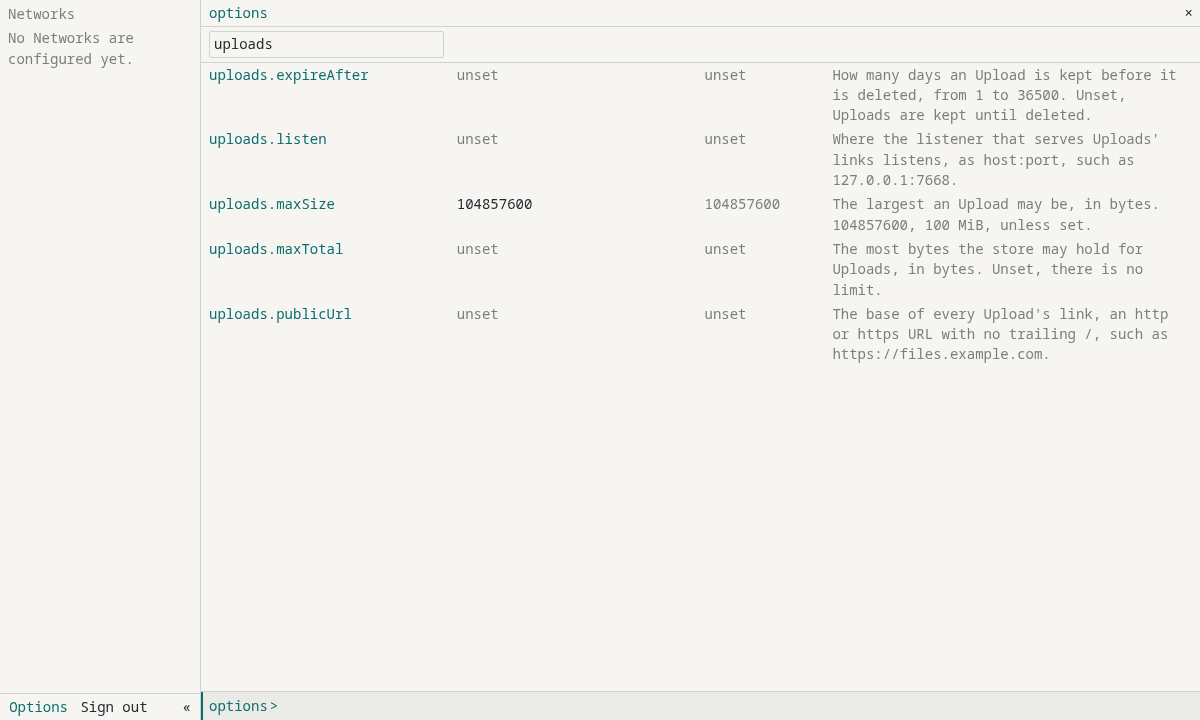 Networks
No Networks are
configured yet.
options ×
uploads
uploads.expireAfter unset unset How many days an Upload is kept before it
is deleted, from 1 to 36500. Unset,
Uploads are kept until deleted.
uploads.listen unset unset Where the listener that serves Uploads'
links listens, as host:port, such as
127.0.0.1:7668.
uploads.maxSize 104857600 104857600 The largest an Upload may be, in bytes.
104857600, 100 MiB, unless set.
uploads.maxTotal unset unset The most bytes the store may hold for
Uploads, in bytes. Unset, there is no
limit.
uploads.publicUrl unset unset The base of every Upload's link, an http
or https URL with no trailing /, such as
https://files.example.com.
Options Sign out «
options>